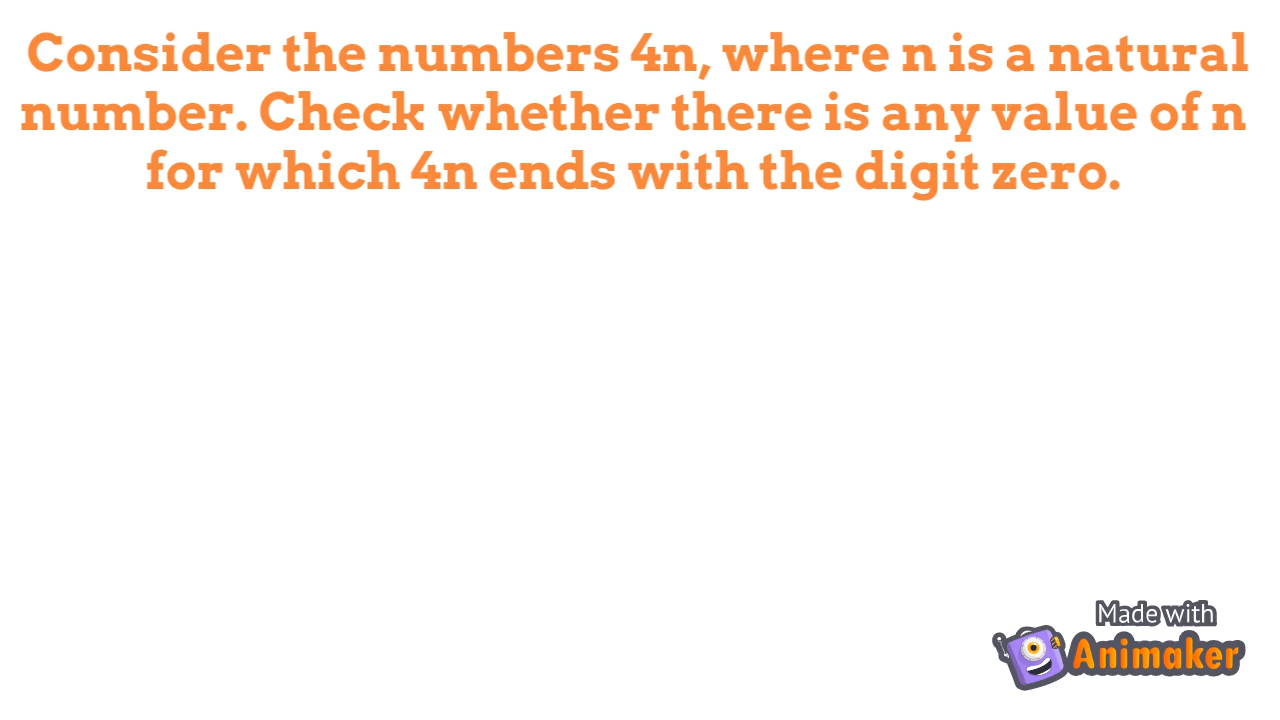 Consider the numbers 4n, where n is a natural
number. Check whether there is any value of n
for which 4n ends with the digit zero.
Made with
Animaker